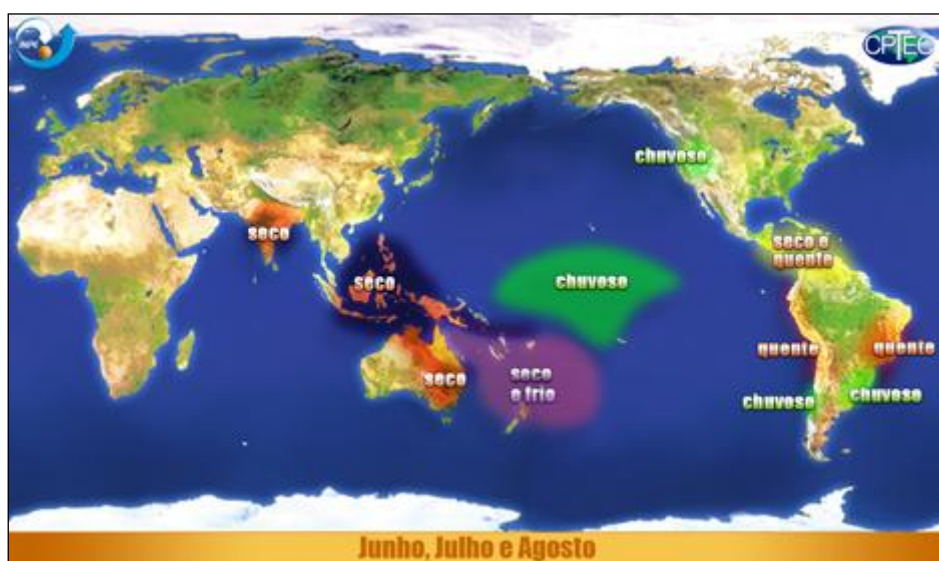 CPTEC
chuvoso
seco
seco e
quente
seco
chuvoso
quente
quente
seco
seco
e frio
chuvoso
chuvoso
Junho, Julho e Agosto